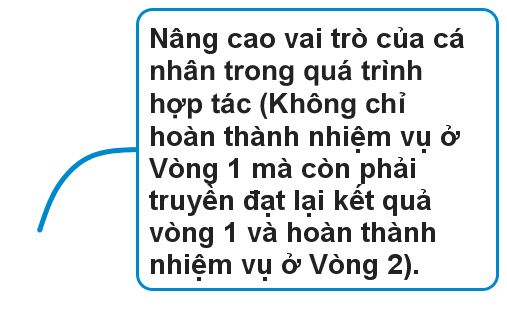 Nâng cao vai trò của cá
nhân trong quá trình
hợp tác (Không chỉ
hoàn thành nhiệm vụ ở
Vòng 1 mà còn phải
truyền đạt lại kết quả
vòng 1 và hoàn thành
nhiệm vụ ở Vòng 2).